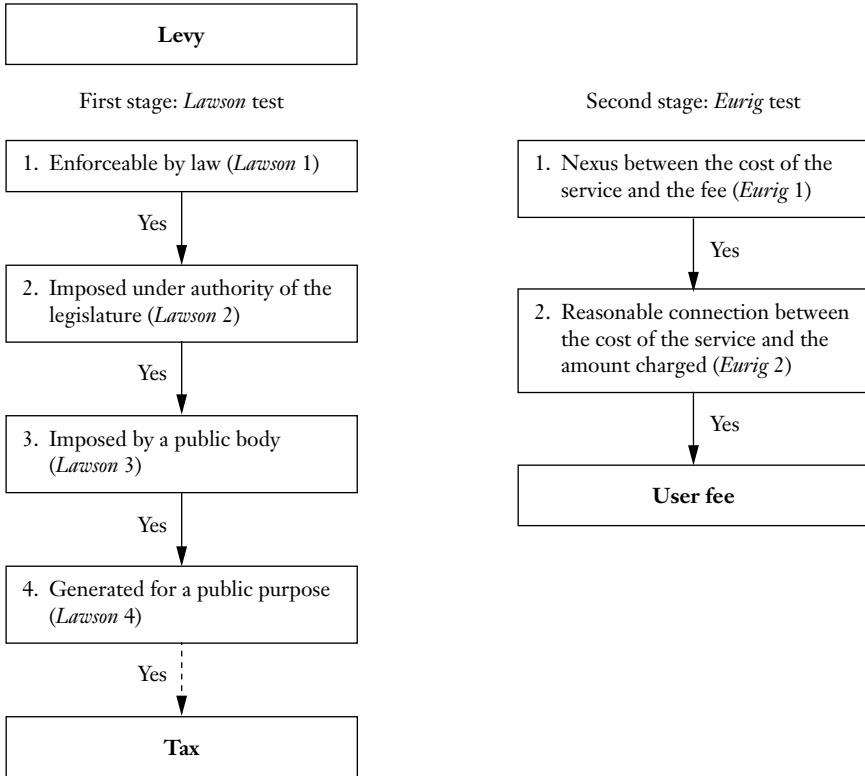 Levy
First stage: Lawson test
1. Enforceable by law (Lawson 1)
Yes
2. Imposed under authority of the
legislature (Lawson 2)
Yes
3. Imposed by a public body
(Lawson 3)
Yes
4. Generated for a public purpose
(Lawson 4)
Yes
Tax
Second stage: Eurig test
1. Nexus between the cost of the
service and the fee (Eurig 1)
Yes
2. Reasonable connection between
the cost of the service and the
amount charged (Eurig 2)
Yes
User fee